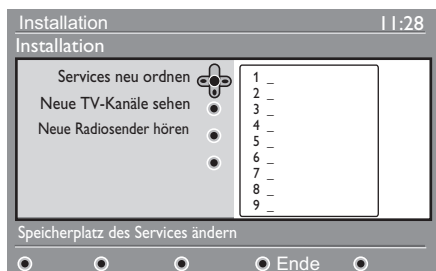 Installation 11:28
Installation
Services neu ordnen
Neue TV-Kanäle sehen
Neue Radiosender hören
1 _
2 _
3 _
4 _
5 _
6 _
7 _
8 _
9 _
Speicherplatz des Services ändern
Ende